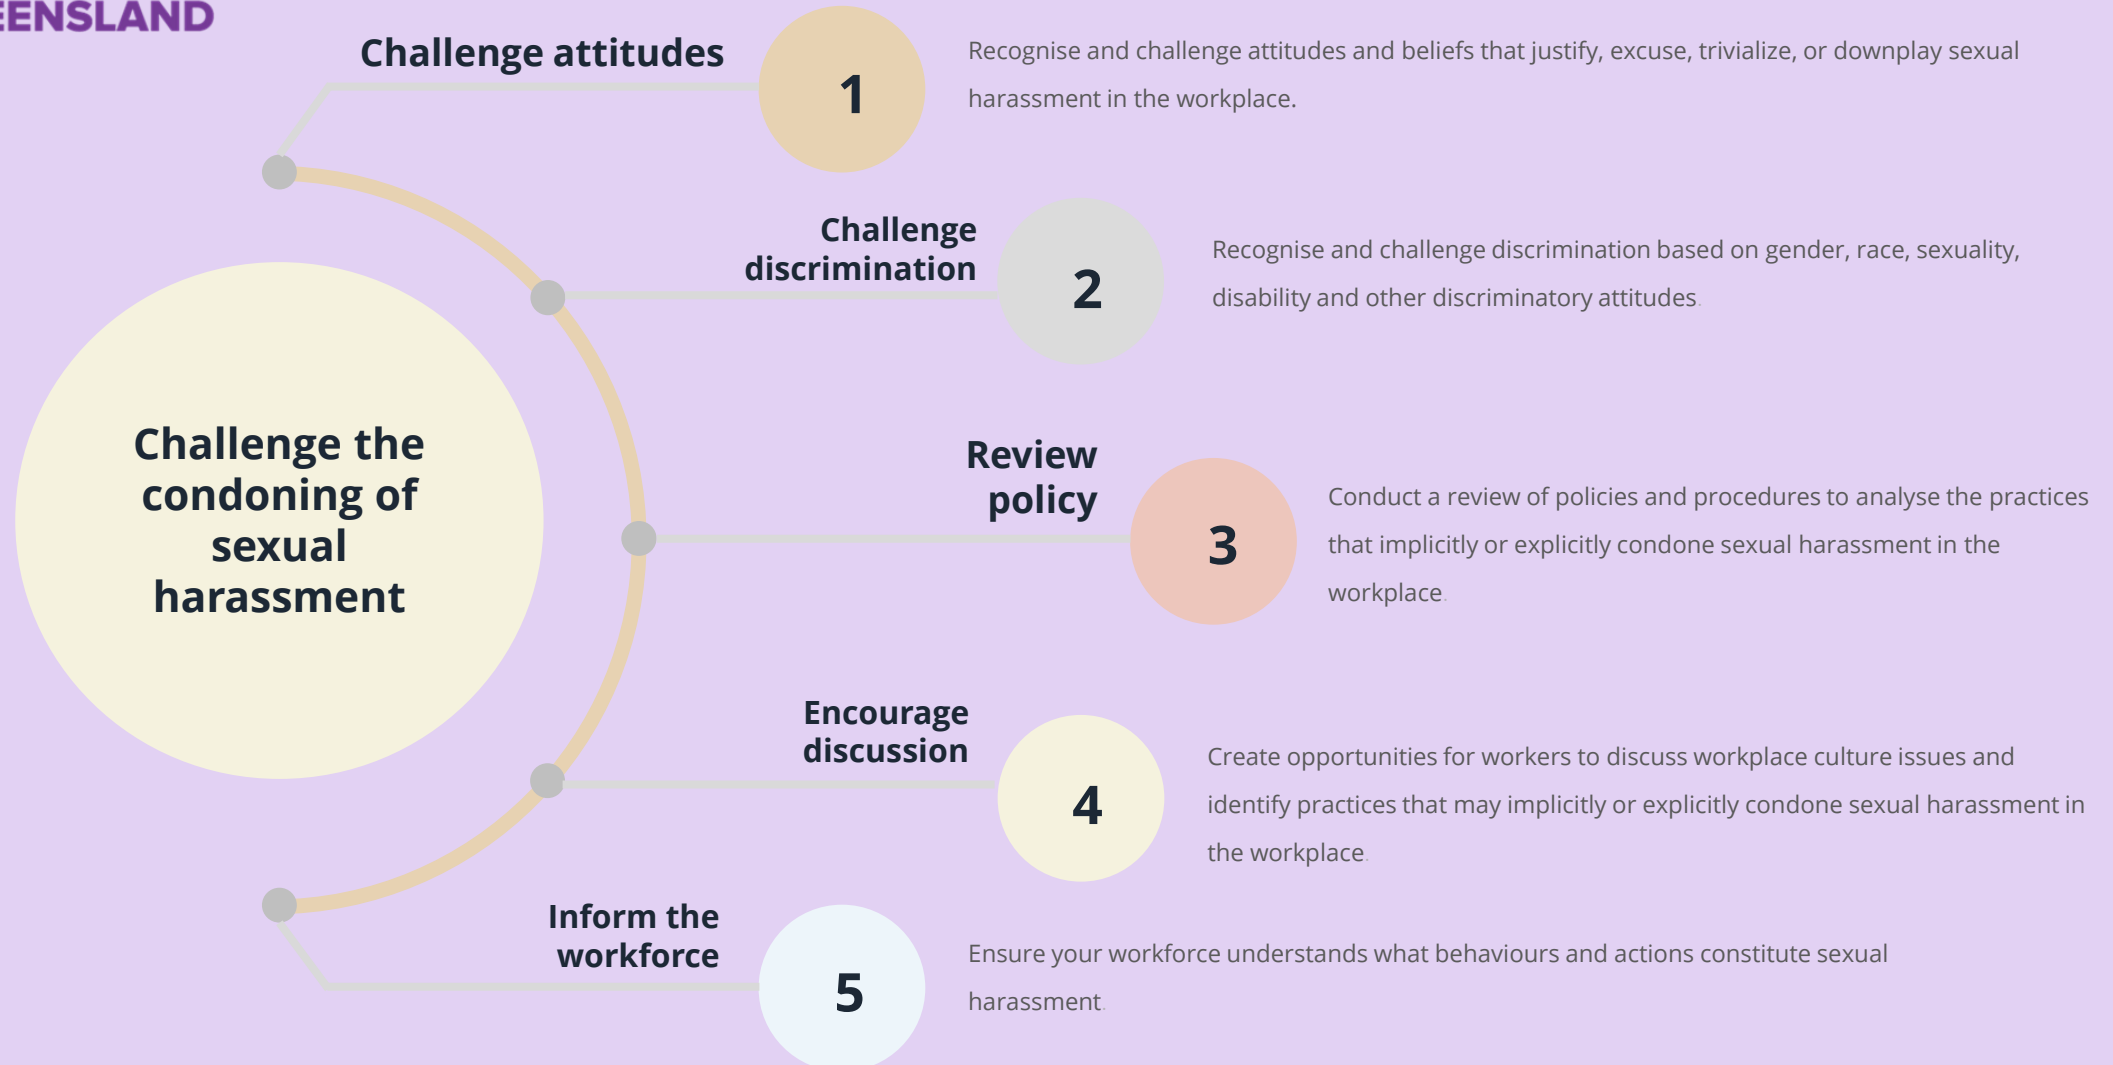 EENSLAND
Challenge attitudes
1
Recognise and challenge attitudes and beliefs that justify, excuse, trivialize, or downplay sexual
harassment in the workplace.
Challenge
discrimination
2
Recognise and challenge discrimination based on gender, race, sexuality,
disability and other discriminatory attitudes.
Challenge the
condoning of
sexual
harassment
Review
policy
3
Conduct a review of policies and procedures to analyse the practices
that implicitly or explicitly condone sexual harassment in the
workplace.
Encourage
discussion
4
Create opportunities for workers to discuss workplace culture issues and
identify practices that may implicitly or explicitly condone sexual harassment in
the workplace.
Inform the
workforce
5
Ensure your workforce understands what behaviours and actions constitute sexual
harassment.